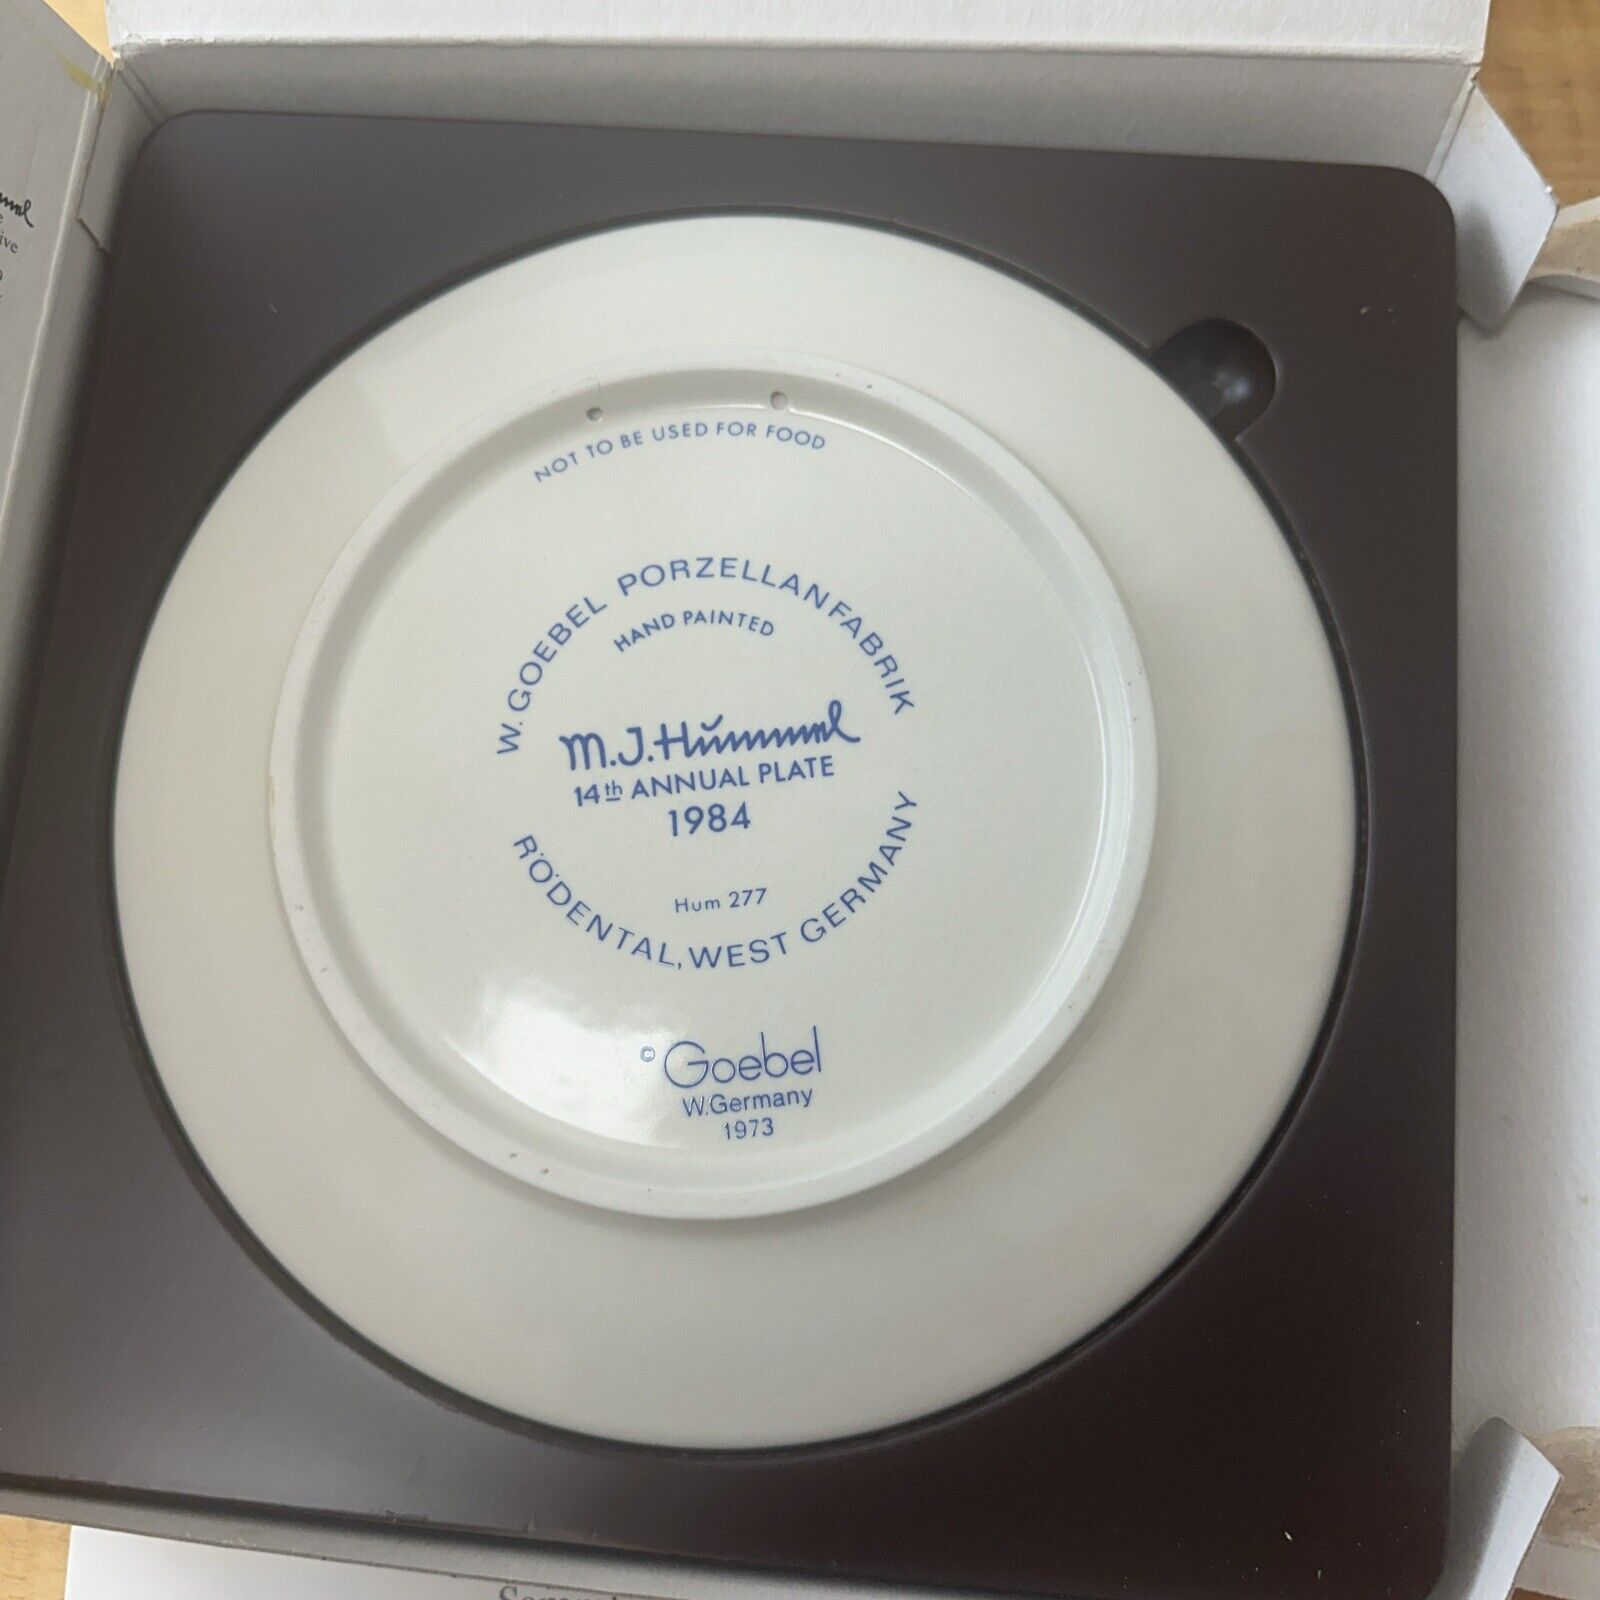 NOT TO BE USED FOR FOOD
W. GOEBEL PORZELLANFABRIK
HAND PAINTED
M.J.Hummel
14th ANNUAL PLATE
1984
Hum 277
RÖDENTAL, WEST GERMANY
© Goebel
W.Germany
1973